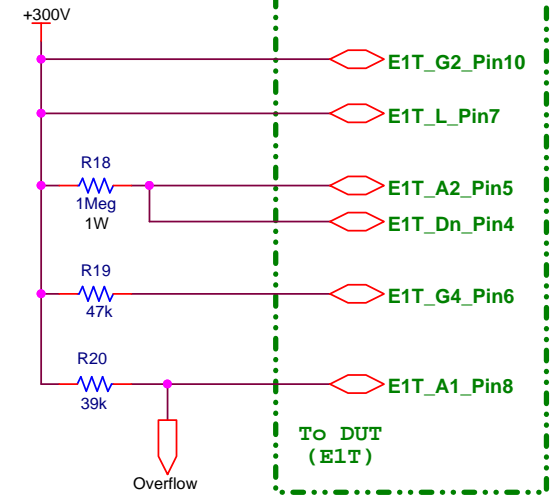 +300V
E1T_G2_Pin10
E1T_L_Pin7
R18
1Meg
1W
E1T_A2_Pin5
E1T_Dn_Pin4
R19
47k
E1T_G4_Pin6
R20
39k
E1T_A1_Pin8
Overflow
To DUT
(E1T)